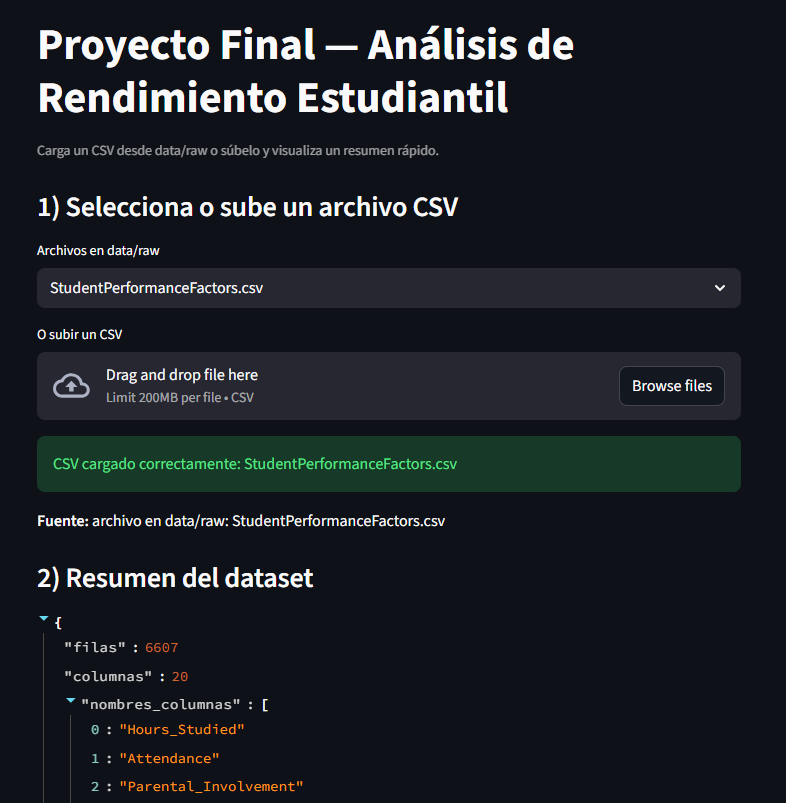 Proyecto Final — Análisis de
Rendimiento Estudiantil
Carga un CSV desde data/raw o súbelo y visualiza un resumen rápido.
1) Selecciona o sube un archivo CSV
Archivos en data/raw
StudentPerformanceFactors.csv
O subir un CSV
Drag and drop file here
Limit 200MB per file • CSV
Browse files
CSV cargado correctamente: StudentPerformanceFactors.csv
Fuente: archivo en data/raw: StudentPerformanceFactors.csv
2) Resumen del dataset
{
"filas" : 6607
"columnas" : 20
"nombres_columnas" : [
0 : "Hours_Studied"
1 : "Attendance"
2 : "Parental_Involvement"